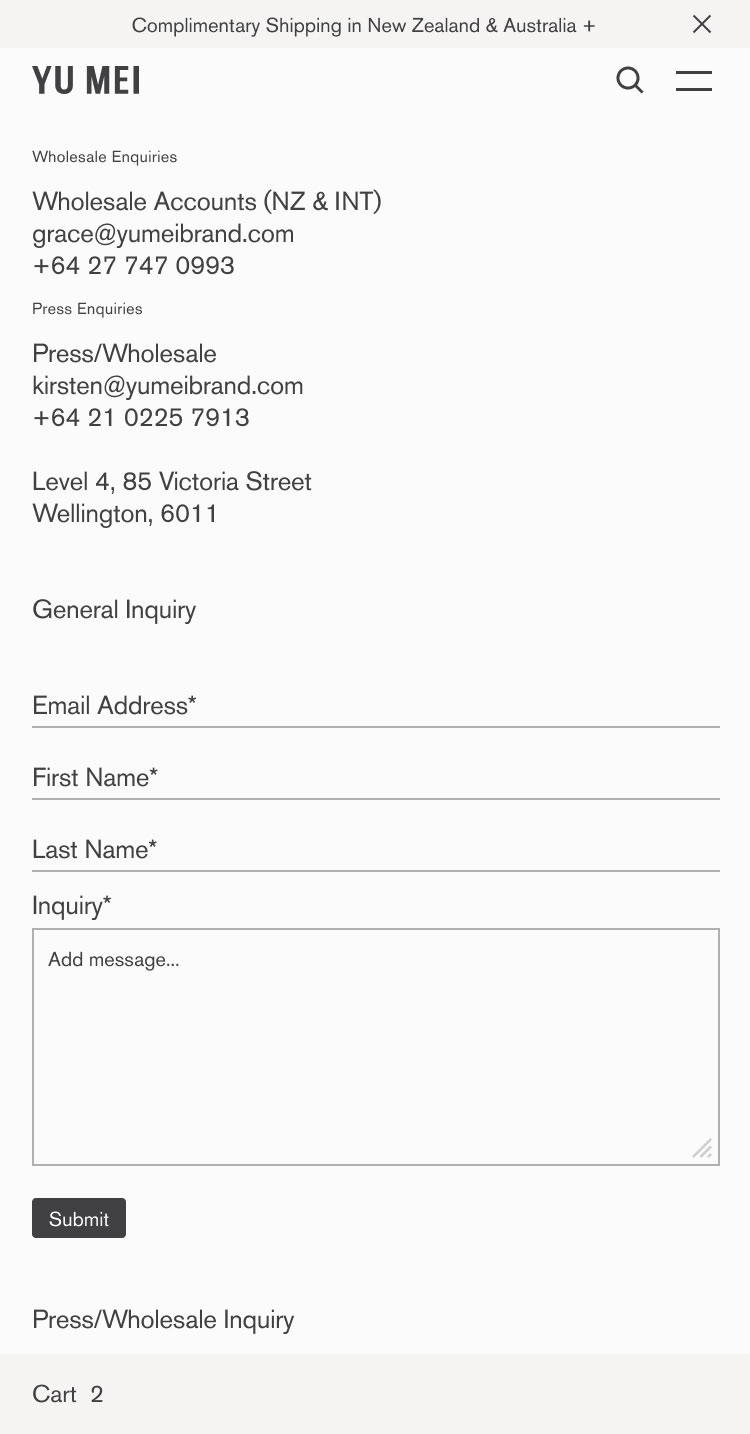 Complimentary Shipping in New Zealand & Australia +
YU MEI
Wholesale Enquiries
Wholesale Accounts (NZ & INT)
grace@yumeibrand.com
+64 27 747 0993
Press Enquiries
Press/Wholesale
kirsten@yumeibrand.com
+64 21 0225 7913
Level 4, 85 Victoria Street
Wellington, 6011
General Inquiry
Email Address*
First Name*
Last Name*
Inquiry*
Add message...
Submit
Press/Wholesale Inquiry
Cart 2